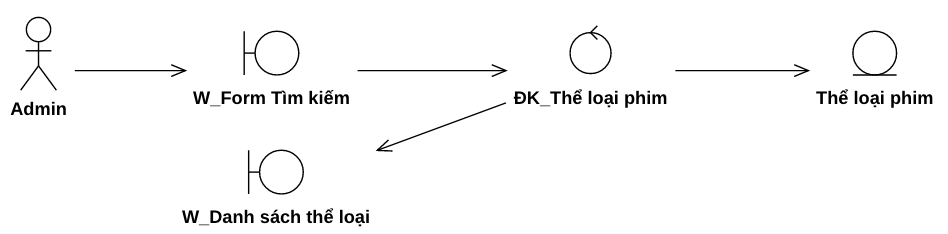 Admin
W_Form Tìm kiếm
ĐK_Thể loại phim
Thể loại phim
W_Danh sách thể loại